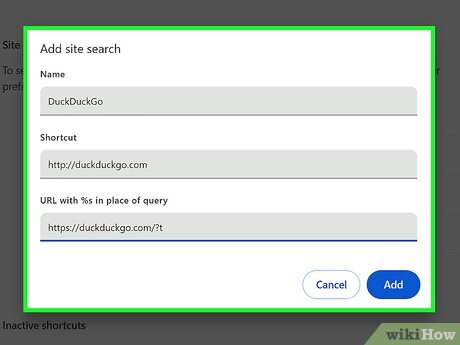 Add site search
Site
To se
r
prefe
Name
DuckDuckGo
Shortcut
http://duckduckgo.com
URL with %s in place of query
https://duckduckgo.com/?t
Cancel Add
Inactive shortcuts
wikiHow